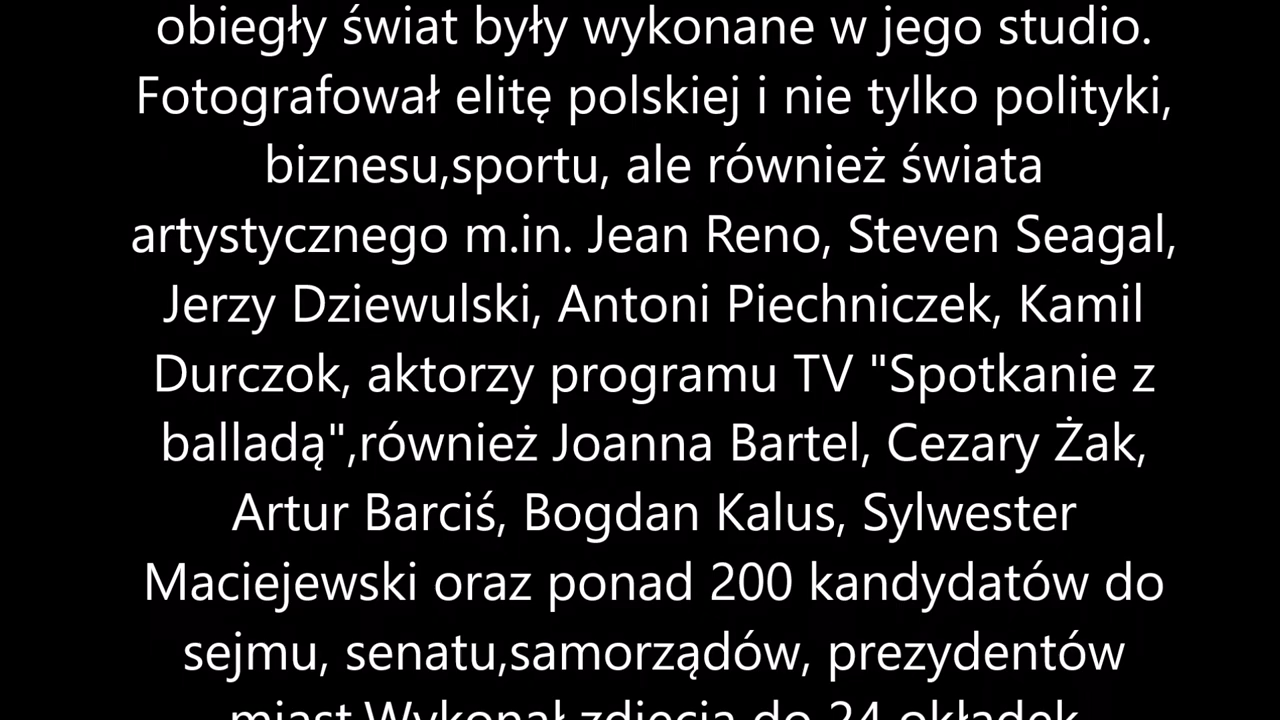 obiegły świat były wykonane w jego studio.
Fotografował elitę polskiej i nie tylko polityki,
biznesu,sportu, ale również świata
artystycznego m.in. Jean Reno, Steven Seagal,
Jerzy Dziewulski, Antoni Piechniczek, Kamil
Durczok, aktorzy programu TV "Spotkanie z
balladą",również Joanna Bartel, Cezary Żak,
Artur Barciś, Bogdan Kalus, Sylwester
Maciejewski oraz ponad 200 kandydatów do
sejmu, senatu,samorządów, prezydentów
miast.Wykonał zdjęcia do 24 okładek